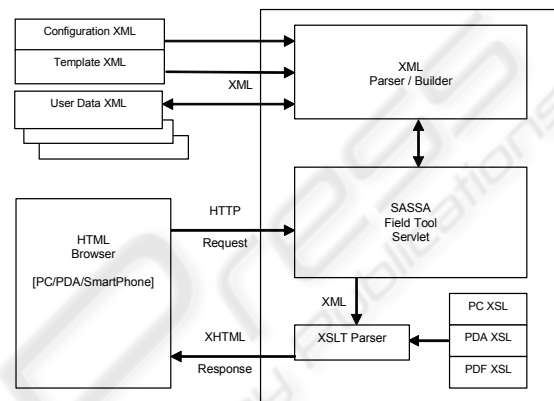 Configuration XML
Template XML
XML
User Data XML
XML
Parser / Builder
HTML
Browser
[PC/PDA/SmartPhone]
HTTP
Request
SASSA
Field Tool
Servlet
XML
XHTML
Response
XSLT Parser
PC XSL
PDA XSL
PDF XSL